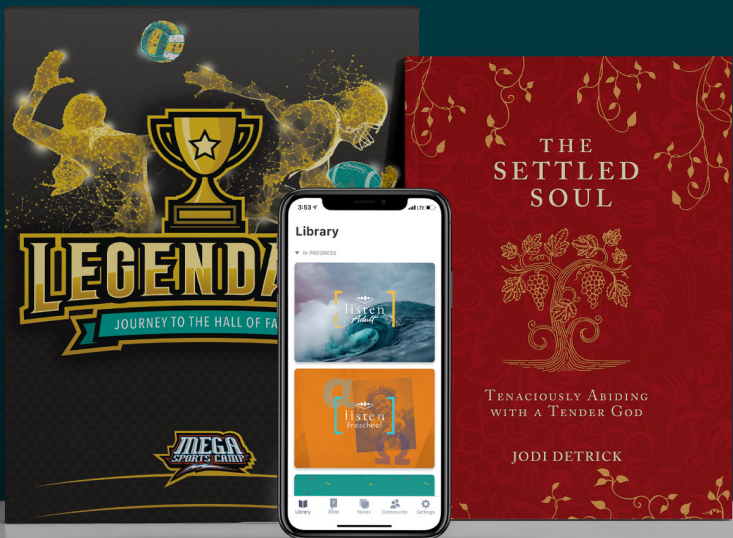 LEGENDA
JOURNEY TO THE HALL OF FA
MEGA
SPORTS CAMP
3:53
LTE
Library
IN PROGRESS
listen
Adult
listen
Preschool
Library
Bible
Notes
Community
Settings
THE
SETTLED
SOUL
TENACIOUSLY ABIDING
WITH A TENDER GOD
JODI DETRICK